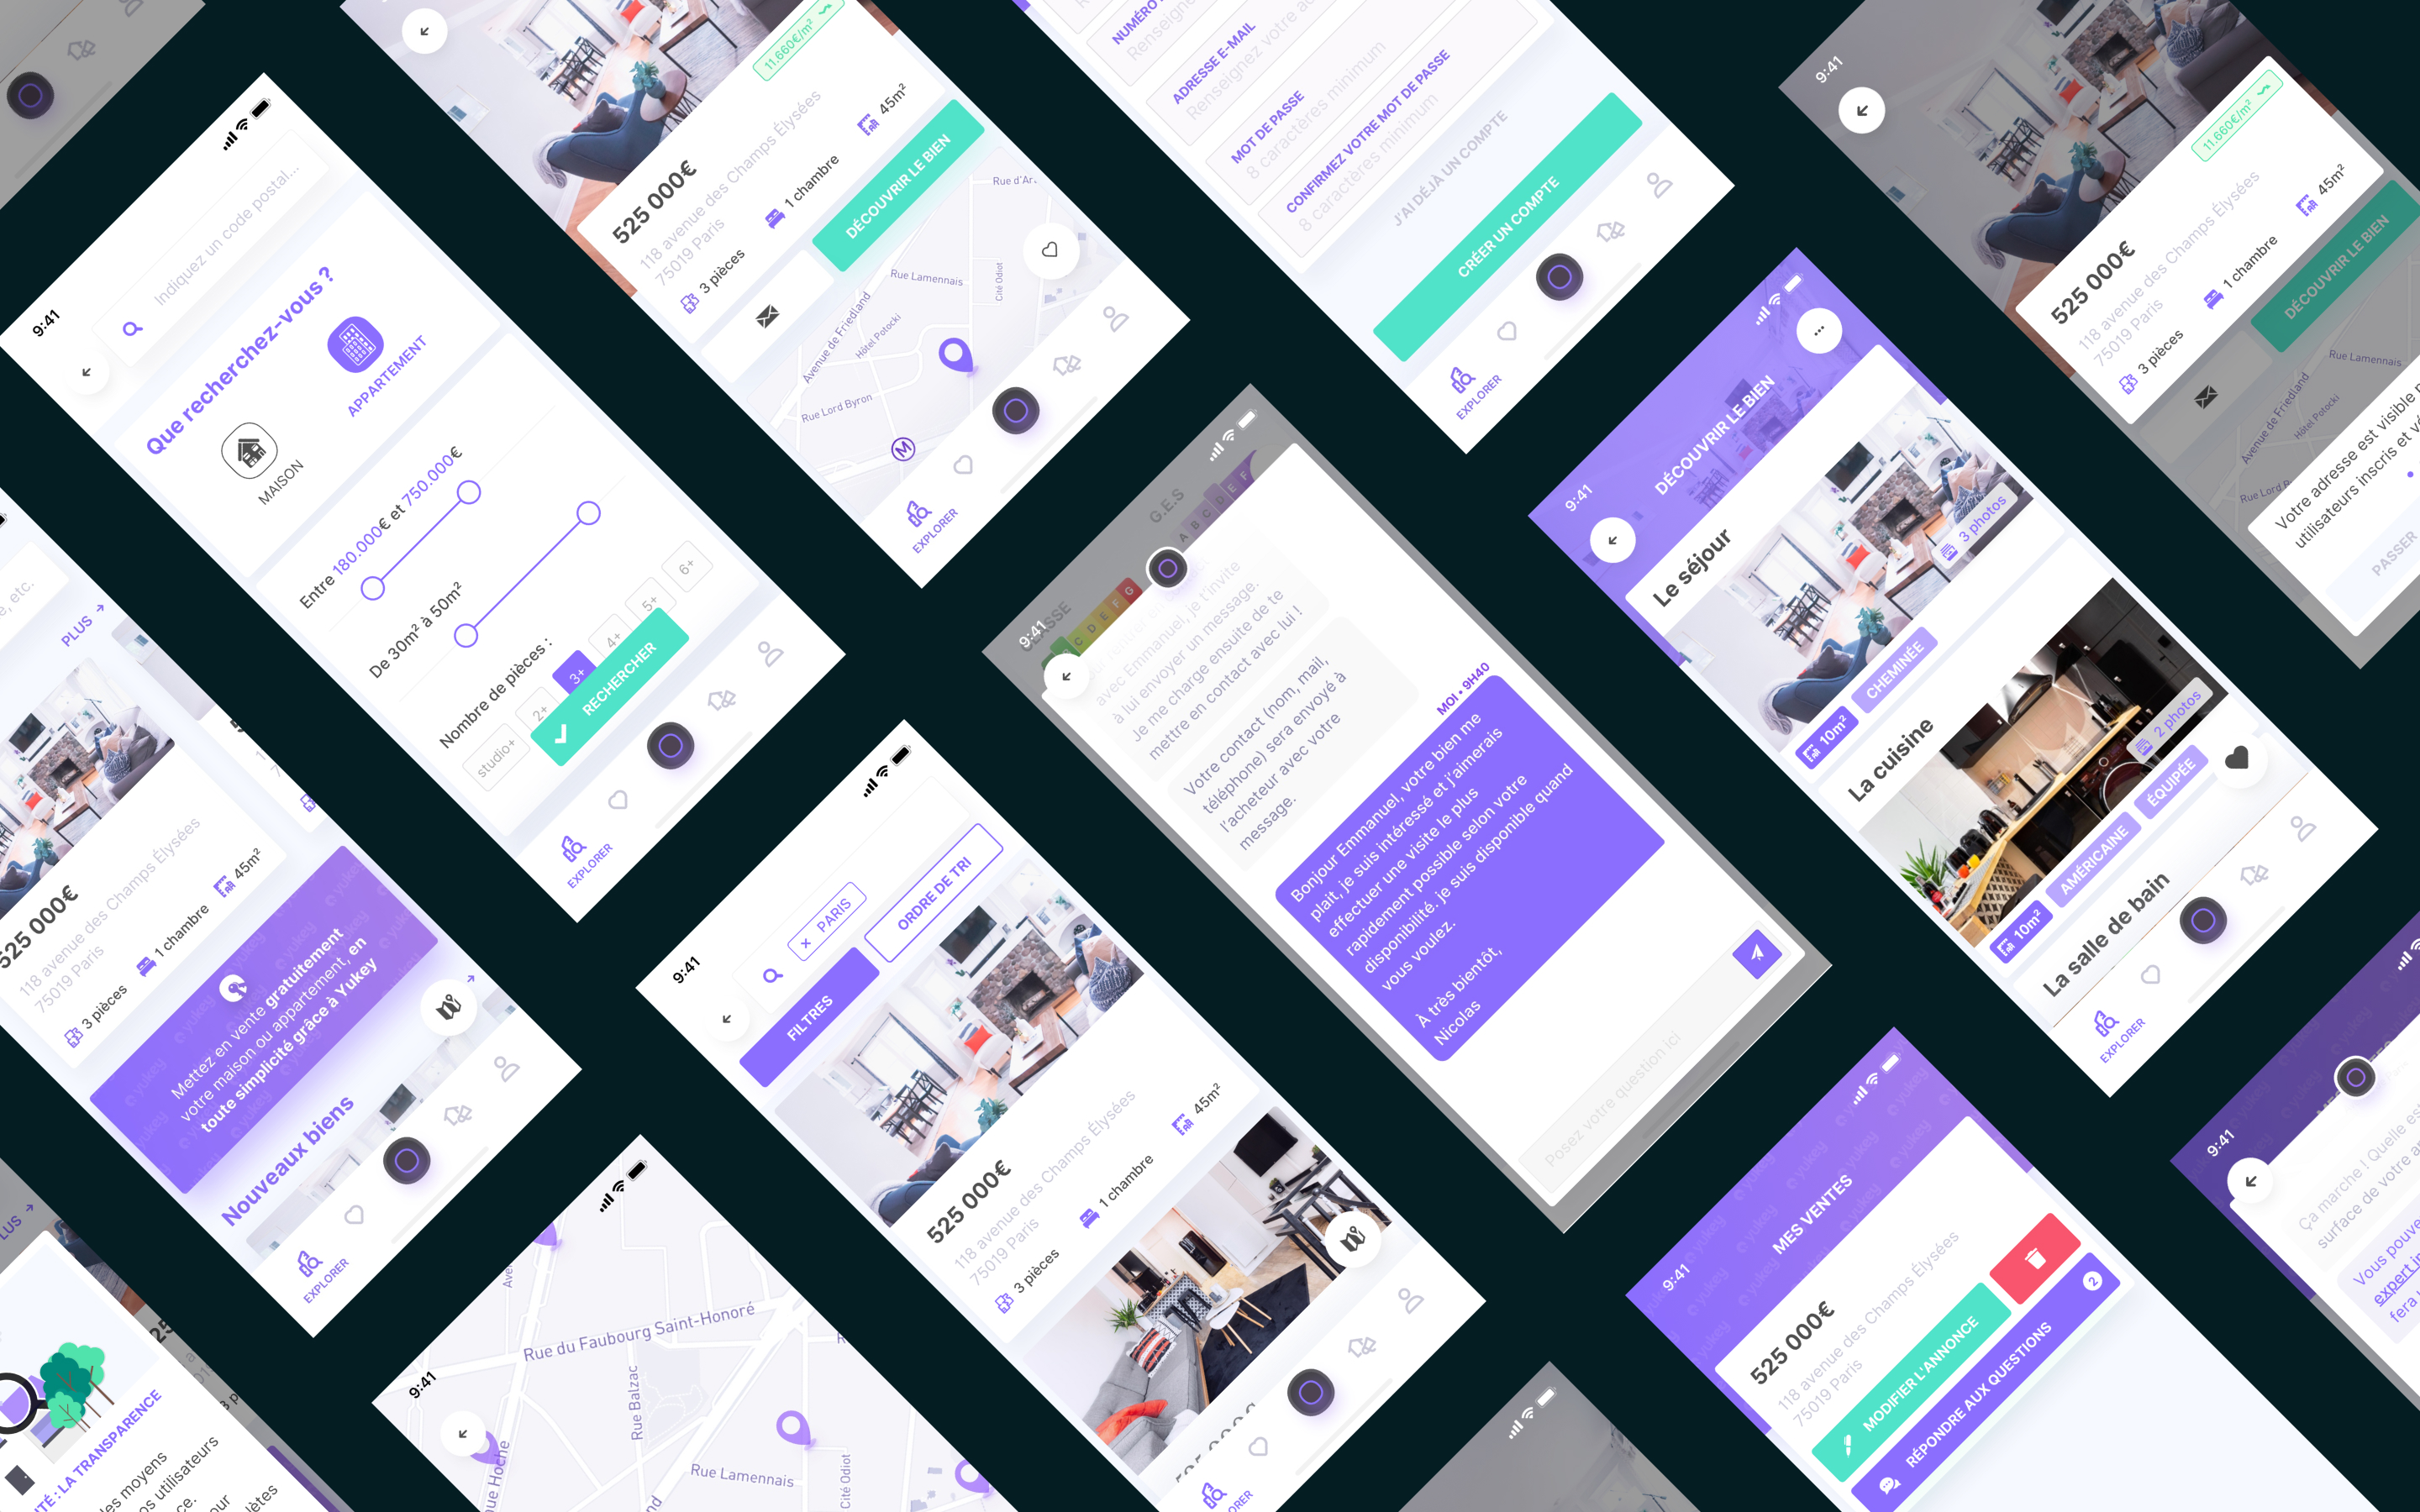 9:41
Indiquez un code postal...
Que recherchez-vous ?
MAISON
APPARTEMENT
Entre 180.000€ et 750.000€
De 30m² à 50m²
Nombre de pièces :
studio+
2+
3+
4+
5+
6+
RECHERCHER
EXPLORER
11.660€/m²
525 000€
118 avenue des Champs Élysées
75019 Paris
3 pièces
1 chambre
45m²
DÉCOUVRIR LE BIEN
Rue d'Ar
Rue Lamennais
Cité Odiot
Avenue de Friedland
Hôtel Potocki
Rue Lord Byron
M
EXPLORER
NUMÉRO
ADRESSE E-MAIL
Renseignez votre
MOT DE PASSE
8 caractères minimum
CONFIRMEZ VOTRE MOT DE PASSE
8 caractères minimum
J'AI DÉJÀ UN COMPTE
CRÉER UN COMPTE
EXPLORER
9:41
11.660€/m²
525 000€
118 avenue des Champs Élysées
75019 Paris
3 pièces
1 chambre
45m²
DÉCOUVRIR LE BIEN
Rue Lamennais
Avenue de Friedland
Hôtel Potocki
Rue Lord B
Votre adresse est visible
utilisateurs inscrits et
PASSER
e, etc.
PLUS
525 000€
118 avenue des Champs Élysées
75019 Paris
3 pièces
1 chambre
45m²
yukey
Mettez en vente gratuitement
votre maison ou appartement, en
toute simplicité grâce à Yukey
Nouveaux biens
EXPLORER
9:41
PARIS
FILTRES
ORDRE DE TRI
525 000€
118 avenue des Champs Élysées
75019 Paris
3 pièces
1 chambre
45m²
EXPLORER
9:41
CLASSE
C D E F G
G.E.S
A B C D E F
avec Emmanuel, je t'invite
à lui envoyer un message.
Je me charge ensuite de te
mettre en contact avec lui !
Votre contact (nom, mail,
téléphone) sera envoyé à
l'acheteur avec votre
message.
MOI • 9H40
Bonjour Emmanuel, votre bien me
plait, je suis intéressé et j'aimerais
effectuer une visite le plus
rapidement possible selon votre
disponibilité. je suis disponible quand
vous voulez.
À très bientôt,
Nicolas
Posez votre question ici
9:41
DÉCOUVRIR LE BIEN
Le séjour
3 photos
10m²
CHEMINÉE
La cuisine
2 photos
10m²
AMÉRICAINE
ÉQUIPÉE
La salle de bain
EXPLORER
9:41
Rue du Faubourg Saint-Honoré
Rue Balzac
Rue Lamennais
Cité Odiot
ue Hoche
9:41
MES VENTES
yukey
525 000€
118 avenue des Champs Élysées
75019 Paris
MODIFIER L'ANNONCE
RÉPONDRE AUX QUESTIONS
2
9:41
Ça marche ! Quelle est
surface de votre
Vous pouve
expert
fera
LUS
TÉ : LA TRANSPARENCE
les moyens
os utilisateurs